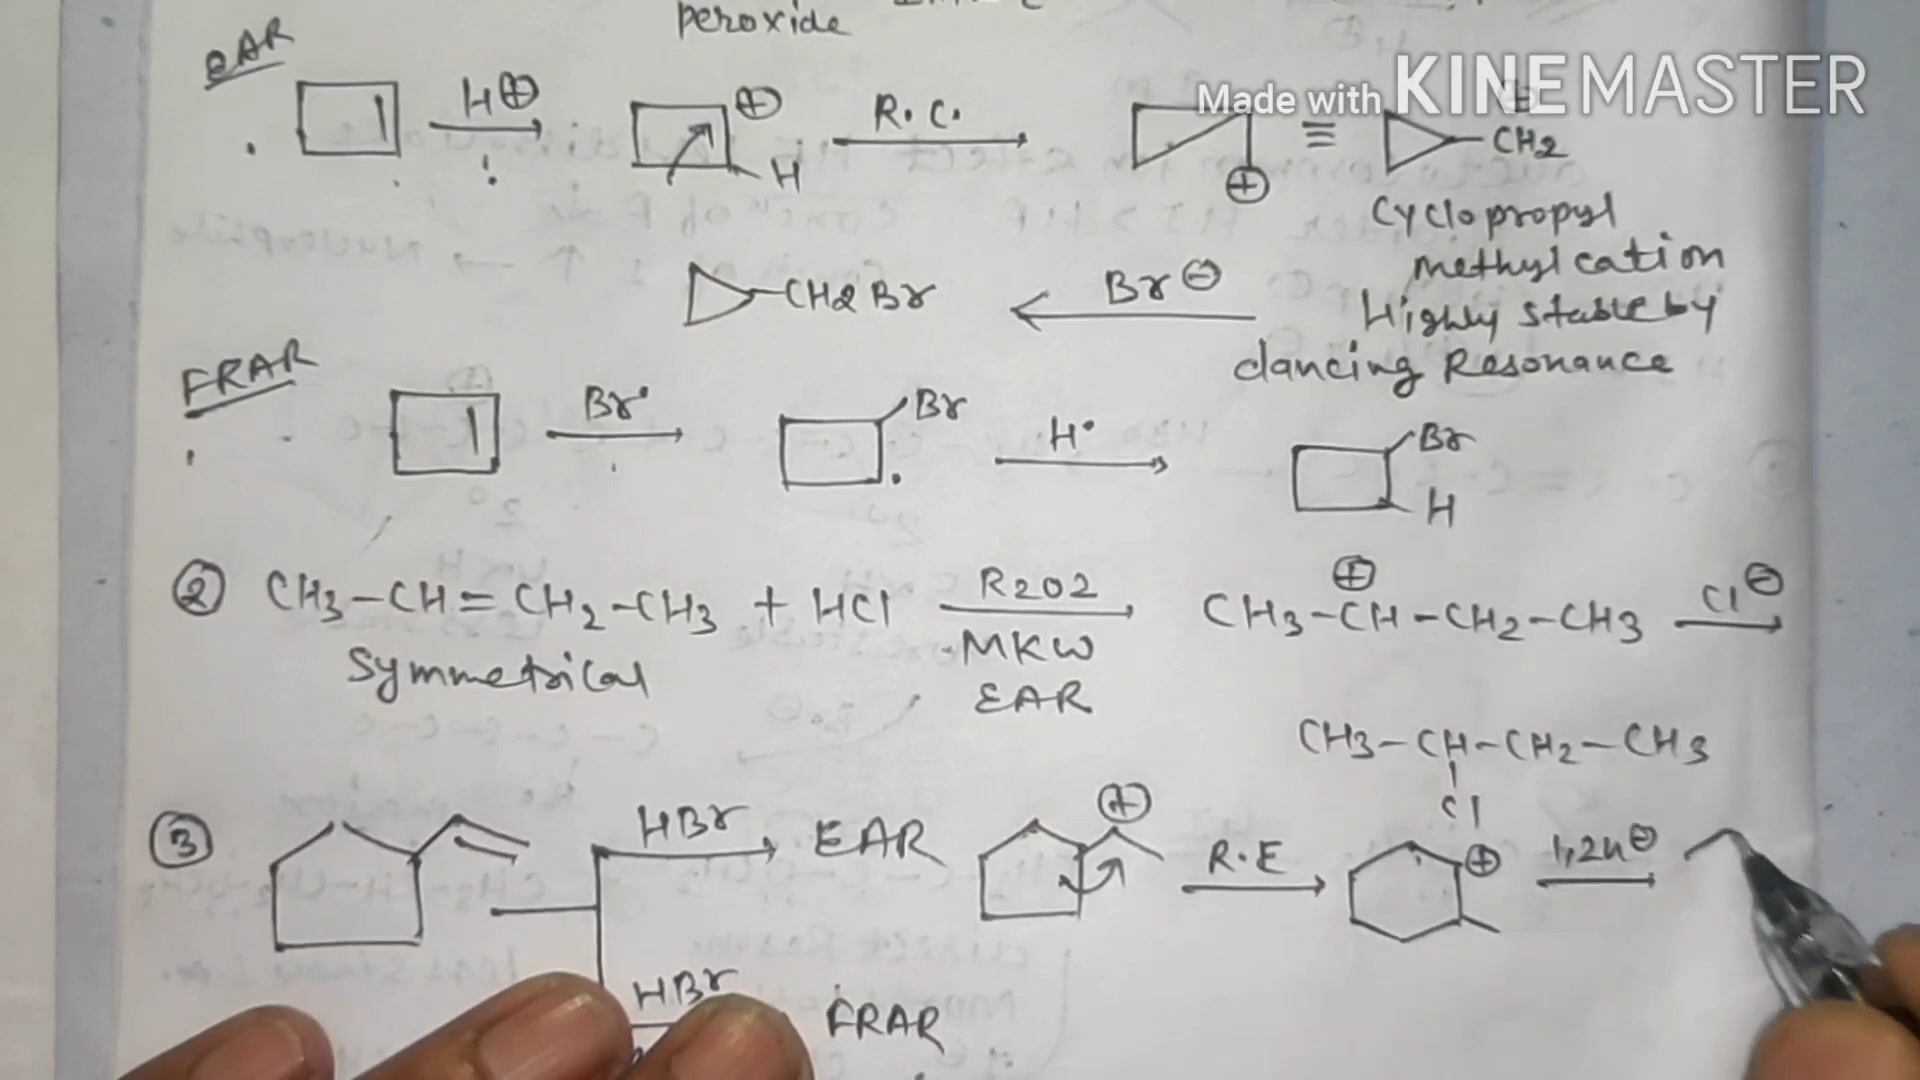 peroxide
Made with KINEMASTER
EAR
H⊕
⊕
H
R.C.
⊕
≡
+
CH2
Cyclopropyl
methyl cation
Highly stable by
dancing Resonance
Br⊖
CH2Br
FRAR
Br•
Br
H•
Br
H
② CH3-CH=CH2-CH3 + HCl R2O2 CH3-CH-CH2-CH3 Cl⊖
⊕
Symmetrical
MKW
EAR
CH3-CH-CH2-CH3
Cl
③ HBr EAR ⊕ R.E ⊕ 1,2H⊖
HBr FRAR